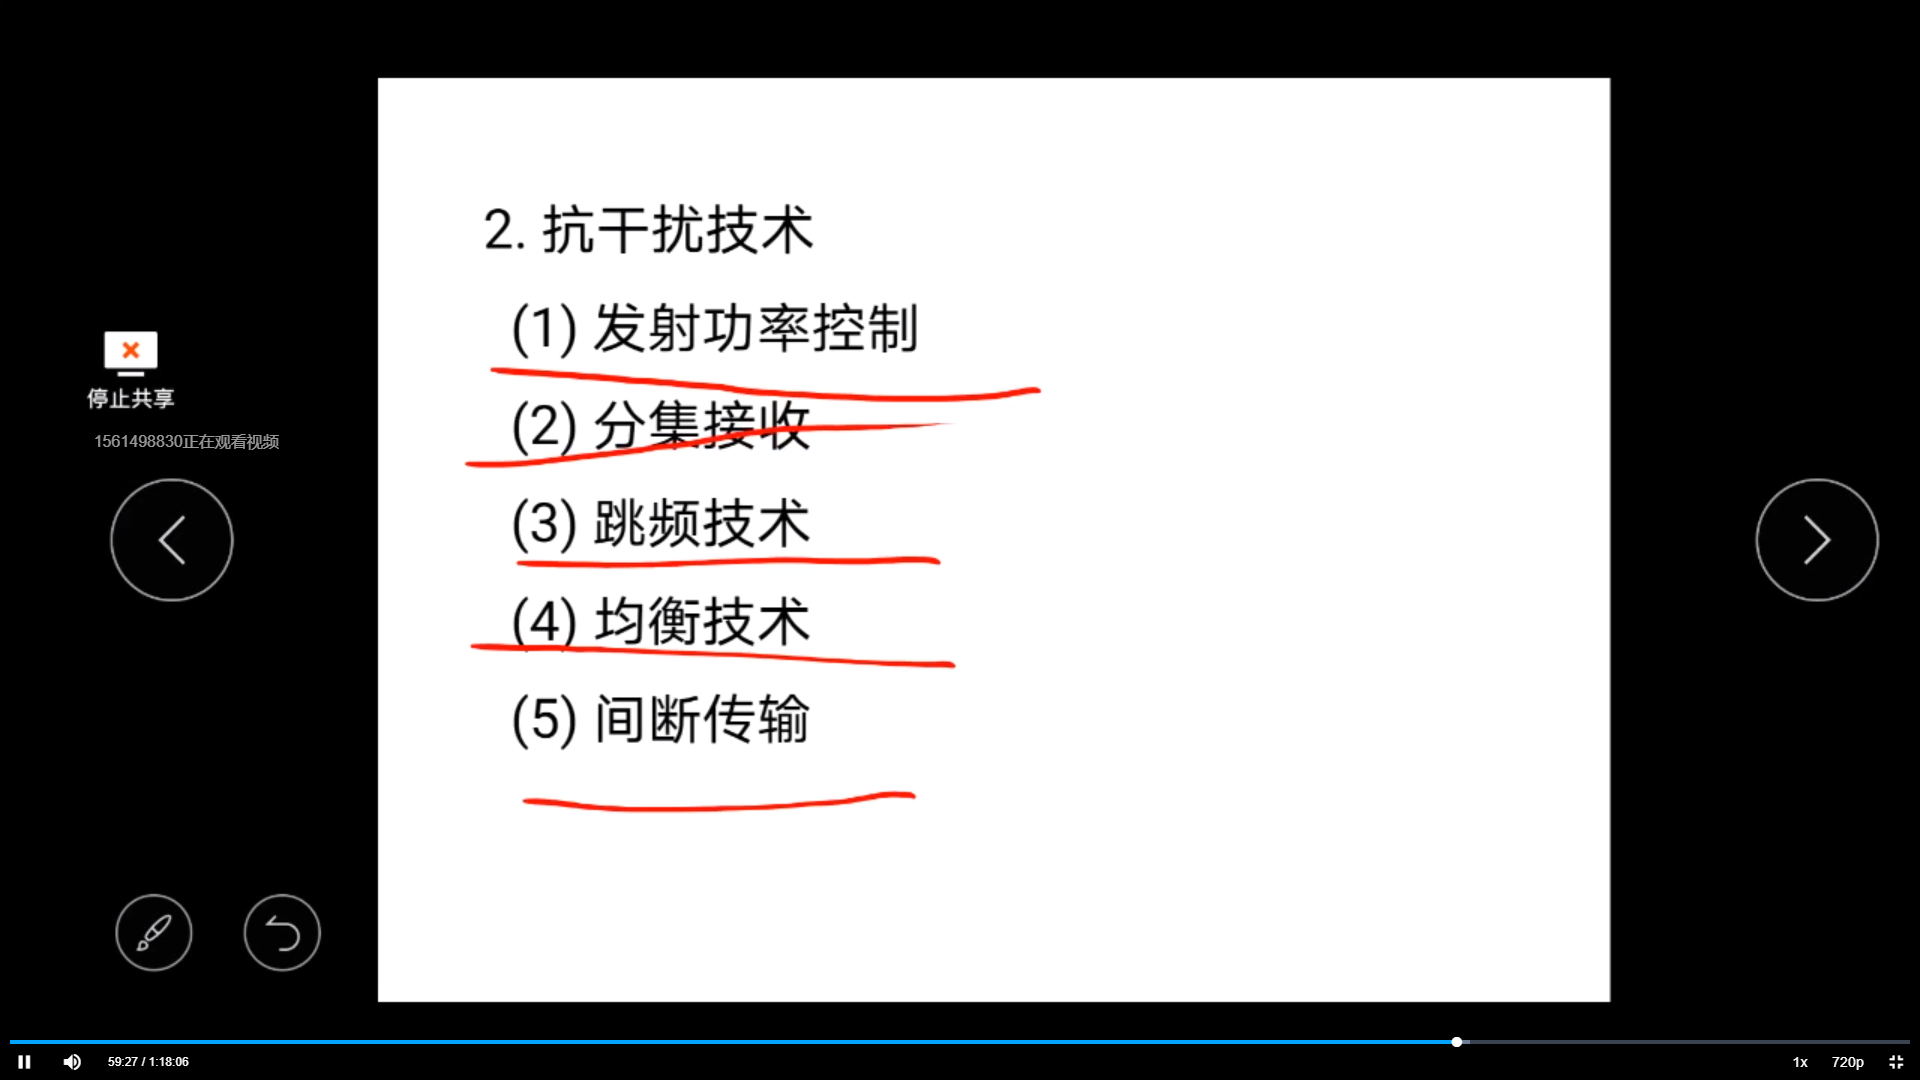 2. 抗干扰技术
(1) 发射功率控制
停止共享
(2) 分集接收
1561498830正在观看视频
(3) 跳频技术
(4) 均衡技术
(5) 间断传输
59:27 / 1:18:06
1x
720p